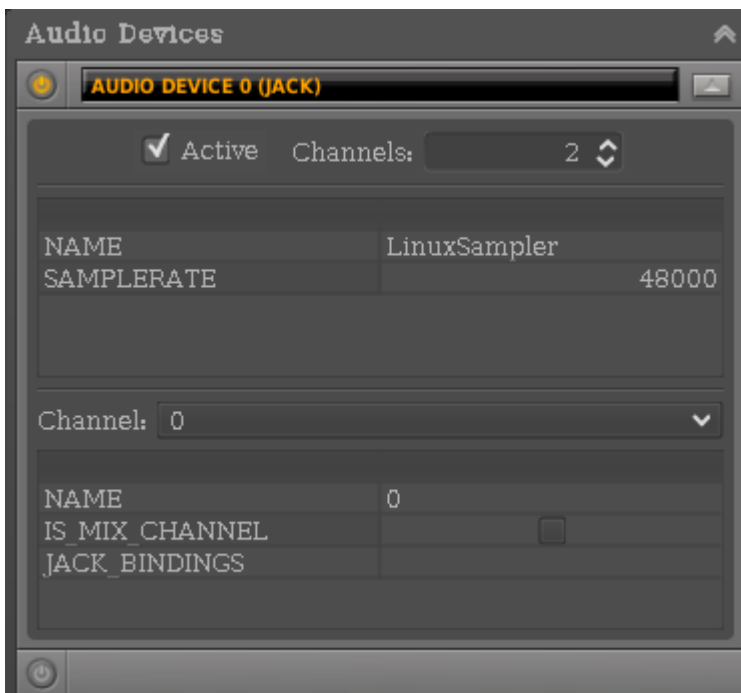 Audio Devices
AUDIO DEVICE 0 (JACK)
Active Channels: 2
NAME LinuxSampler
SAMPLERATE 48000
Channel: 0
NAME 0
IS_MIX_CHANNEL
JACK_BINDINGS